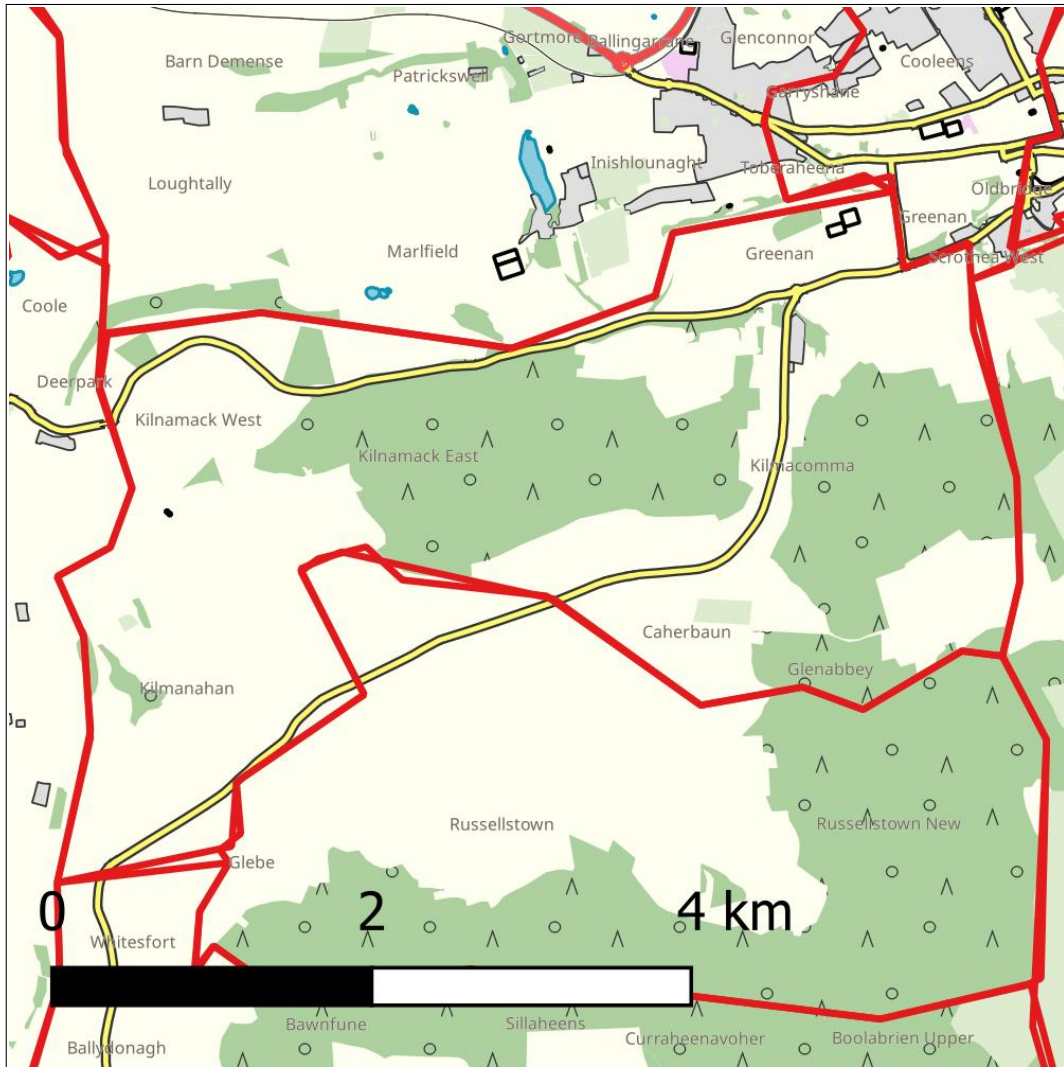 Gortmore
Ballingarrane
Glenconnor
Barn Demense
Patrickswell
Cooleens
Garryshane
Inishlounaght
Toberaheena
Loughtally
Oldbridge
Greenan
Marlfield
Greenan
Scrothea West
Coole
Deerpark
Kilnamack West
Kilnamack East
Kilmacomma
Caherbaun
Glenabbey
Kilmanahan
Russellstown
Russellstown New
Glebe
0
2
4 km
Whitesfort
Bawnfune
Sillaheens
Curraheenavoher
Boolabrien Upper
Ballydonagh